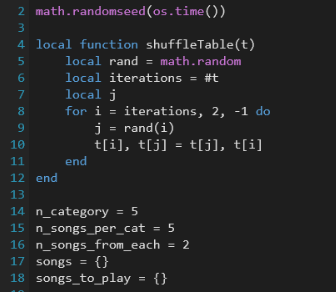 2 math.randomseed(os.time())
3
4 local function shuffleTable(t)
5     local rand = math.random
6     local iterations = #t
7     local j
8     for i = iterations, 2, -1 do
9         j = rand(i)
10         t[i], t[j] = t[j], t[i]
11     end
12 end
13
14 n_category = 5
15 n_songs_per_cat = 5
16 n_songs_from_each = 2
17 songs = {}
18 songs_to_play = {}